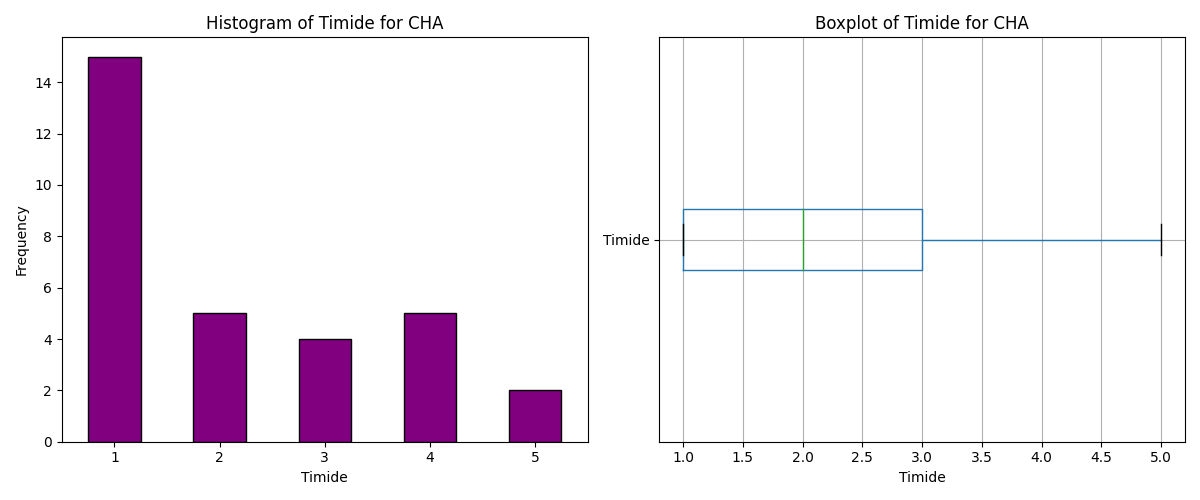 Histogram of Timide for CHA
Frequency
14
12
10
8
6
4
2
0
1 2 3 4 5
Timide
Boxplot of Timide for CHA
Timide
1.0 1.5 2.0 2.5 3.0 3.5 4.0 4.5 5.0
Timide